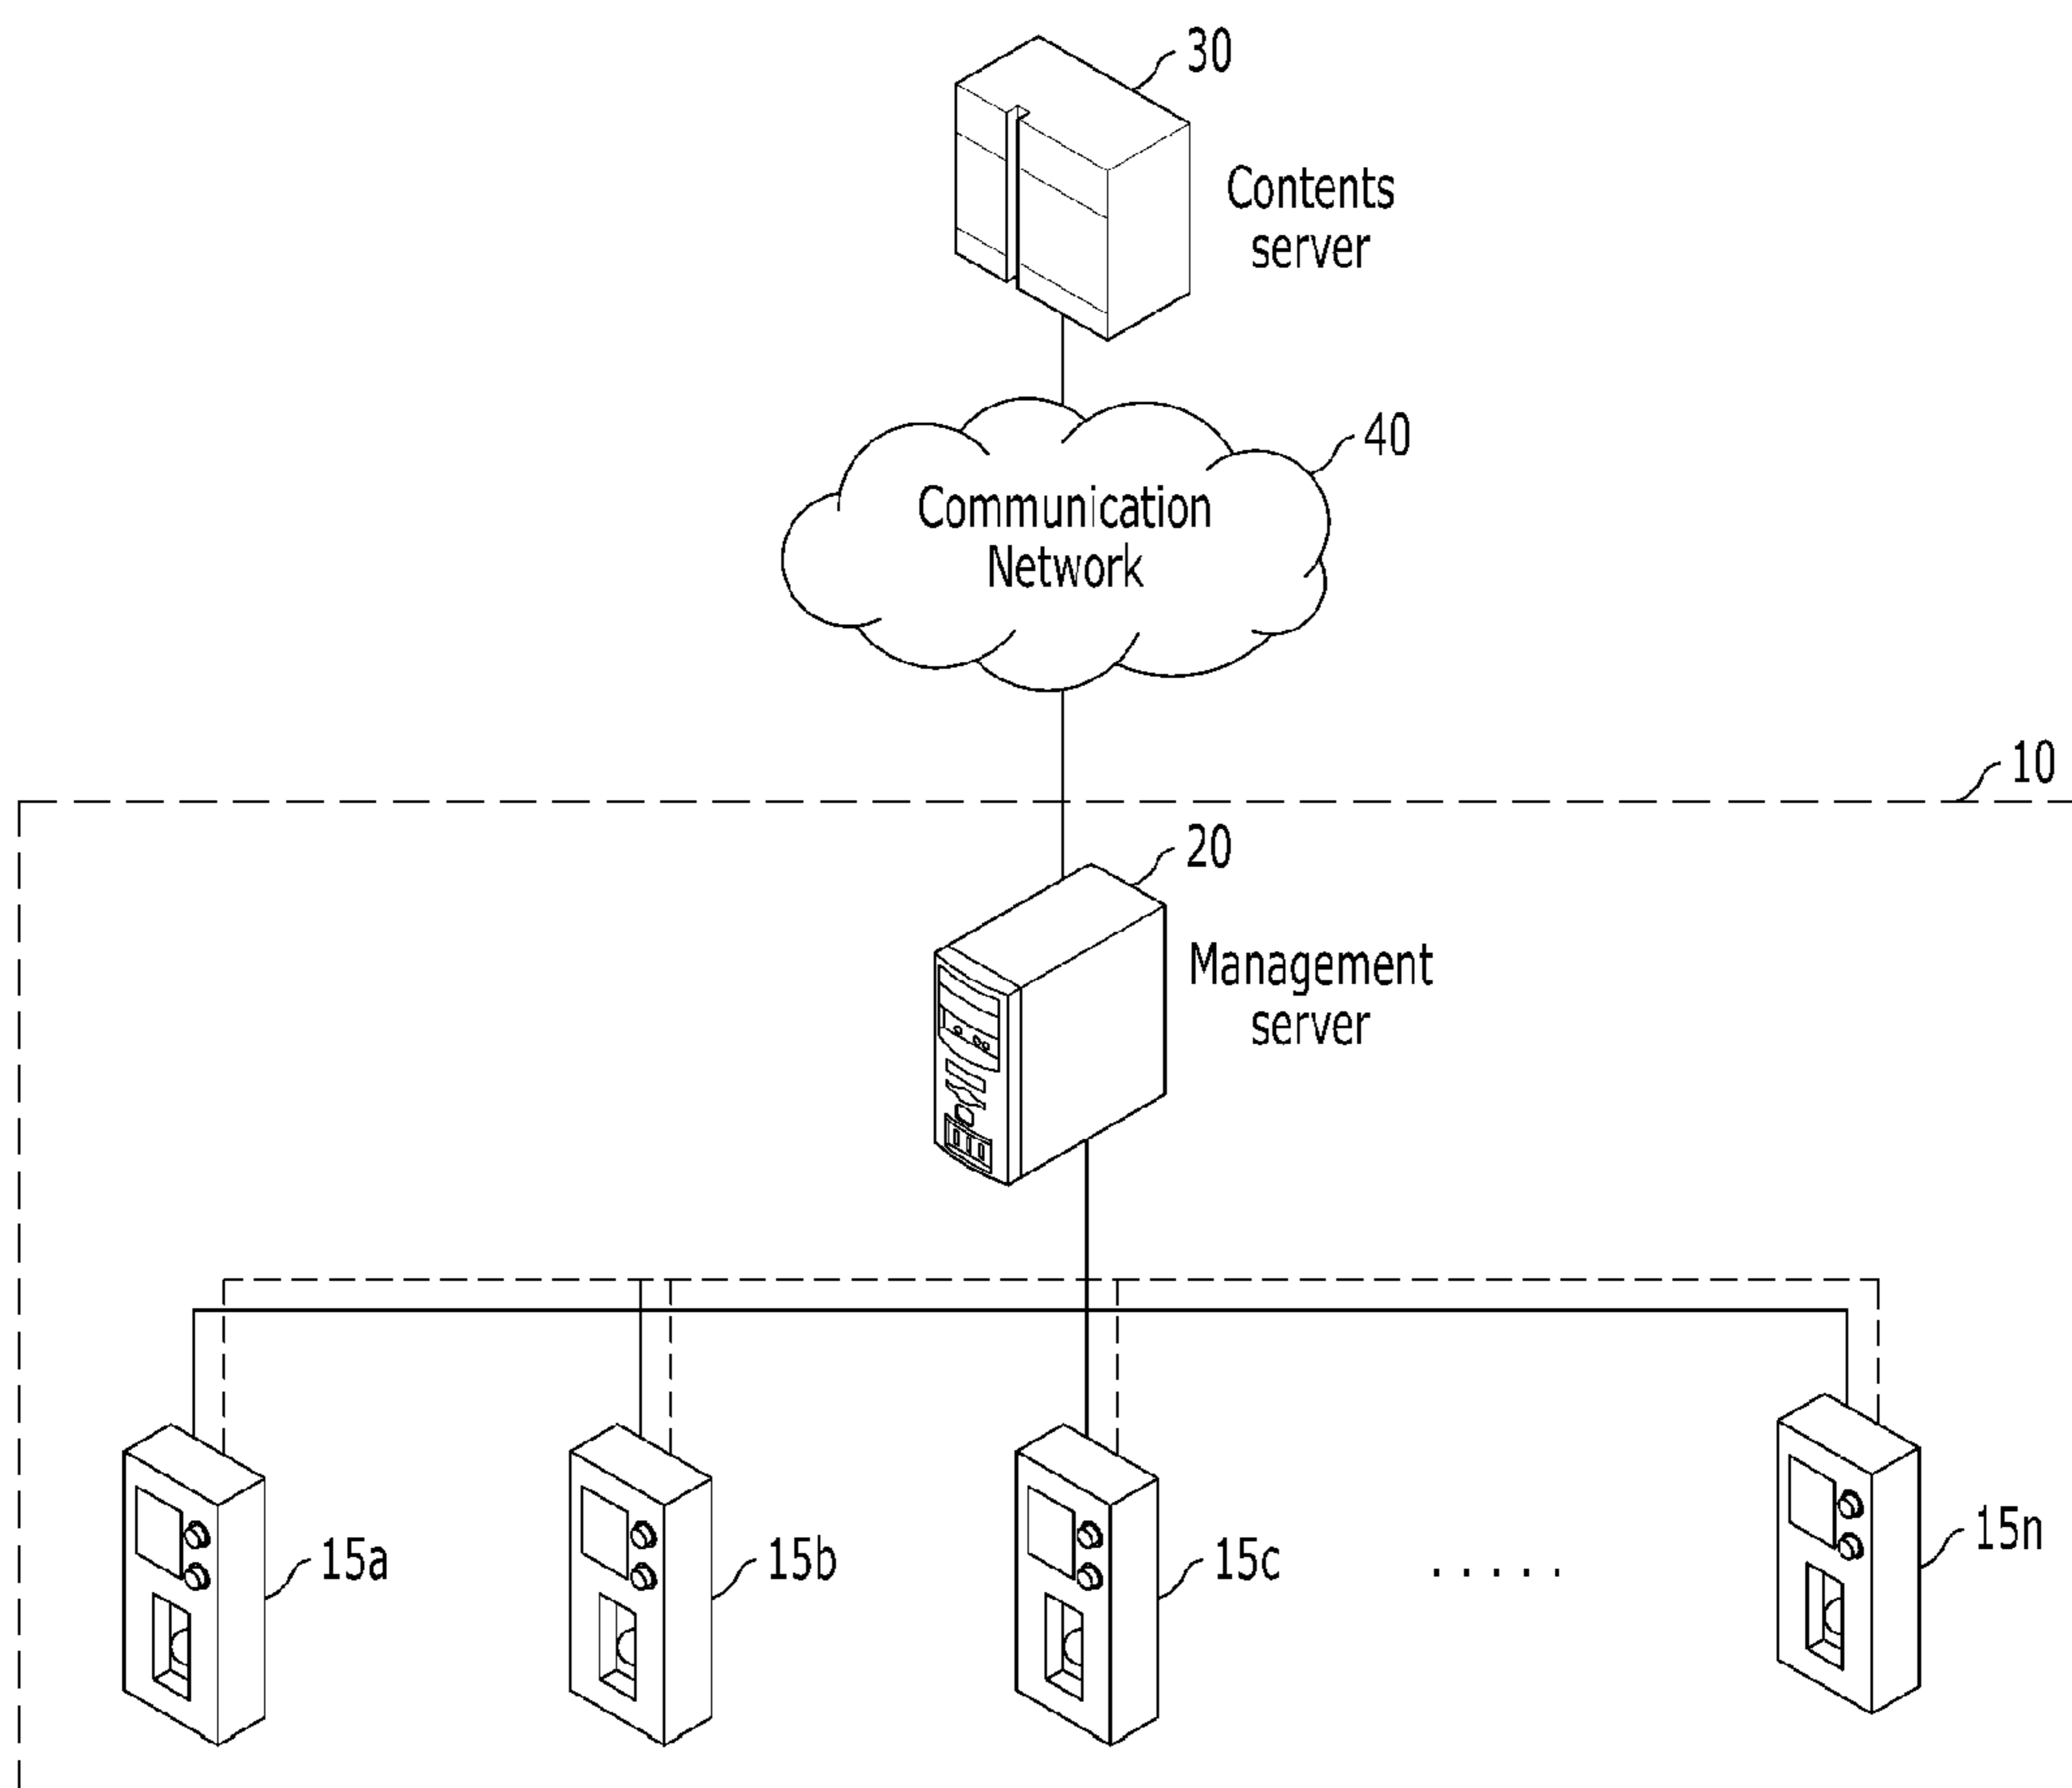 30
Contents
server
40
Communication
Network
10
20
Management
server
15a
15b
15c
.....
15n